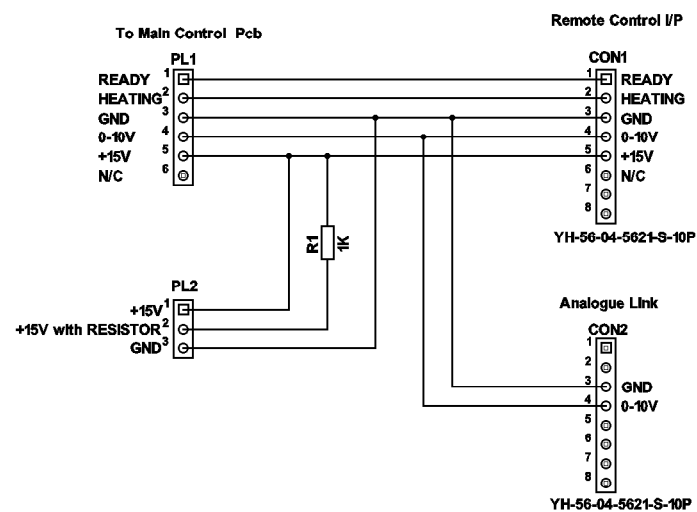 Remote Control I/P
To Main Control Pcb
PL1
CON1
READY 1
1 READY
HEATING 2
2 HEATING
GND 3
3 GND
0-10V 4
4 0-10V
+15V 5
5 +15V
N/C 6
6 N/C
7
8
YH-56-04-5621-S-10P
R1
1K
PL2
+15V 1
+15V with RESISTOR 2
GND 3
Analogue Link
CON2
1
2
3 GND
4 0-10V
5
6
7
8
YH-56-04-5621-S-10P